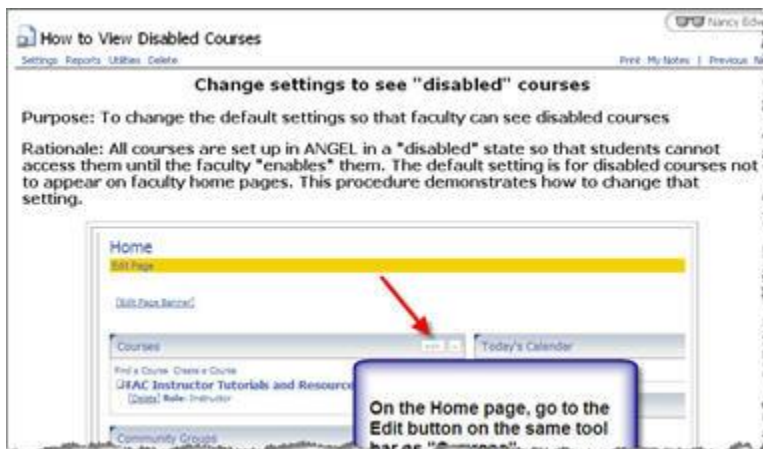 Nancy
How to View Disabled Courses
Settings Reports Utilities Delete
Print My Notes | Previous
Change settings to see "disabled" courses
Purpose: To change the default settings so that faculty can see disabled courses
Rationale: All courses are set up in ANGEL in a "disabled" state so that students cannot
access them until the faculty "enables" them. The default setting is for disabled courses not
to appear on faculty home pages. This procedure demonstrates how to change that
setting.
Home
Edit Page
[Edit Page Banner]
Courses
Today's Calendar
Find a Course Create a Course
Instructor Tutorials and Resource
[Delete] Role: Instructor
On the Home page, go to the
Edit button on the same tool
Community Groups
bar as